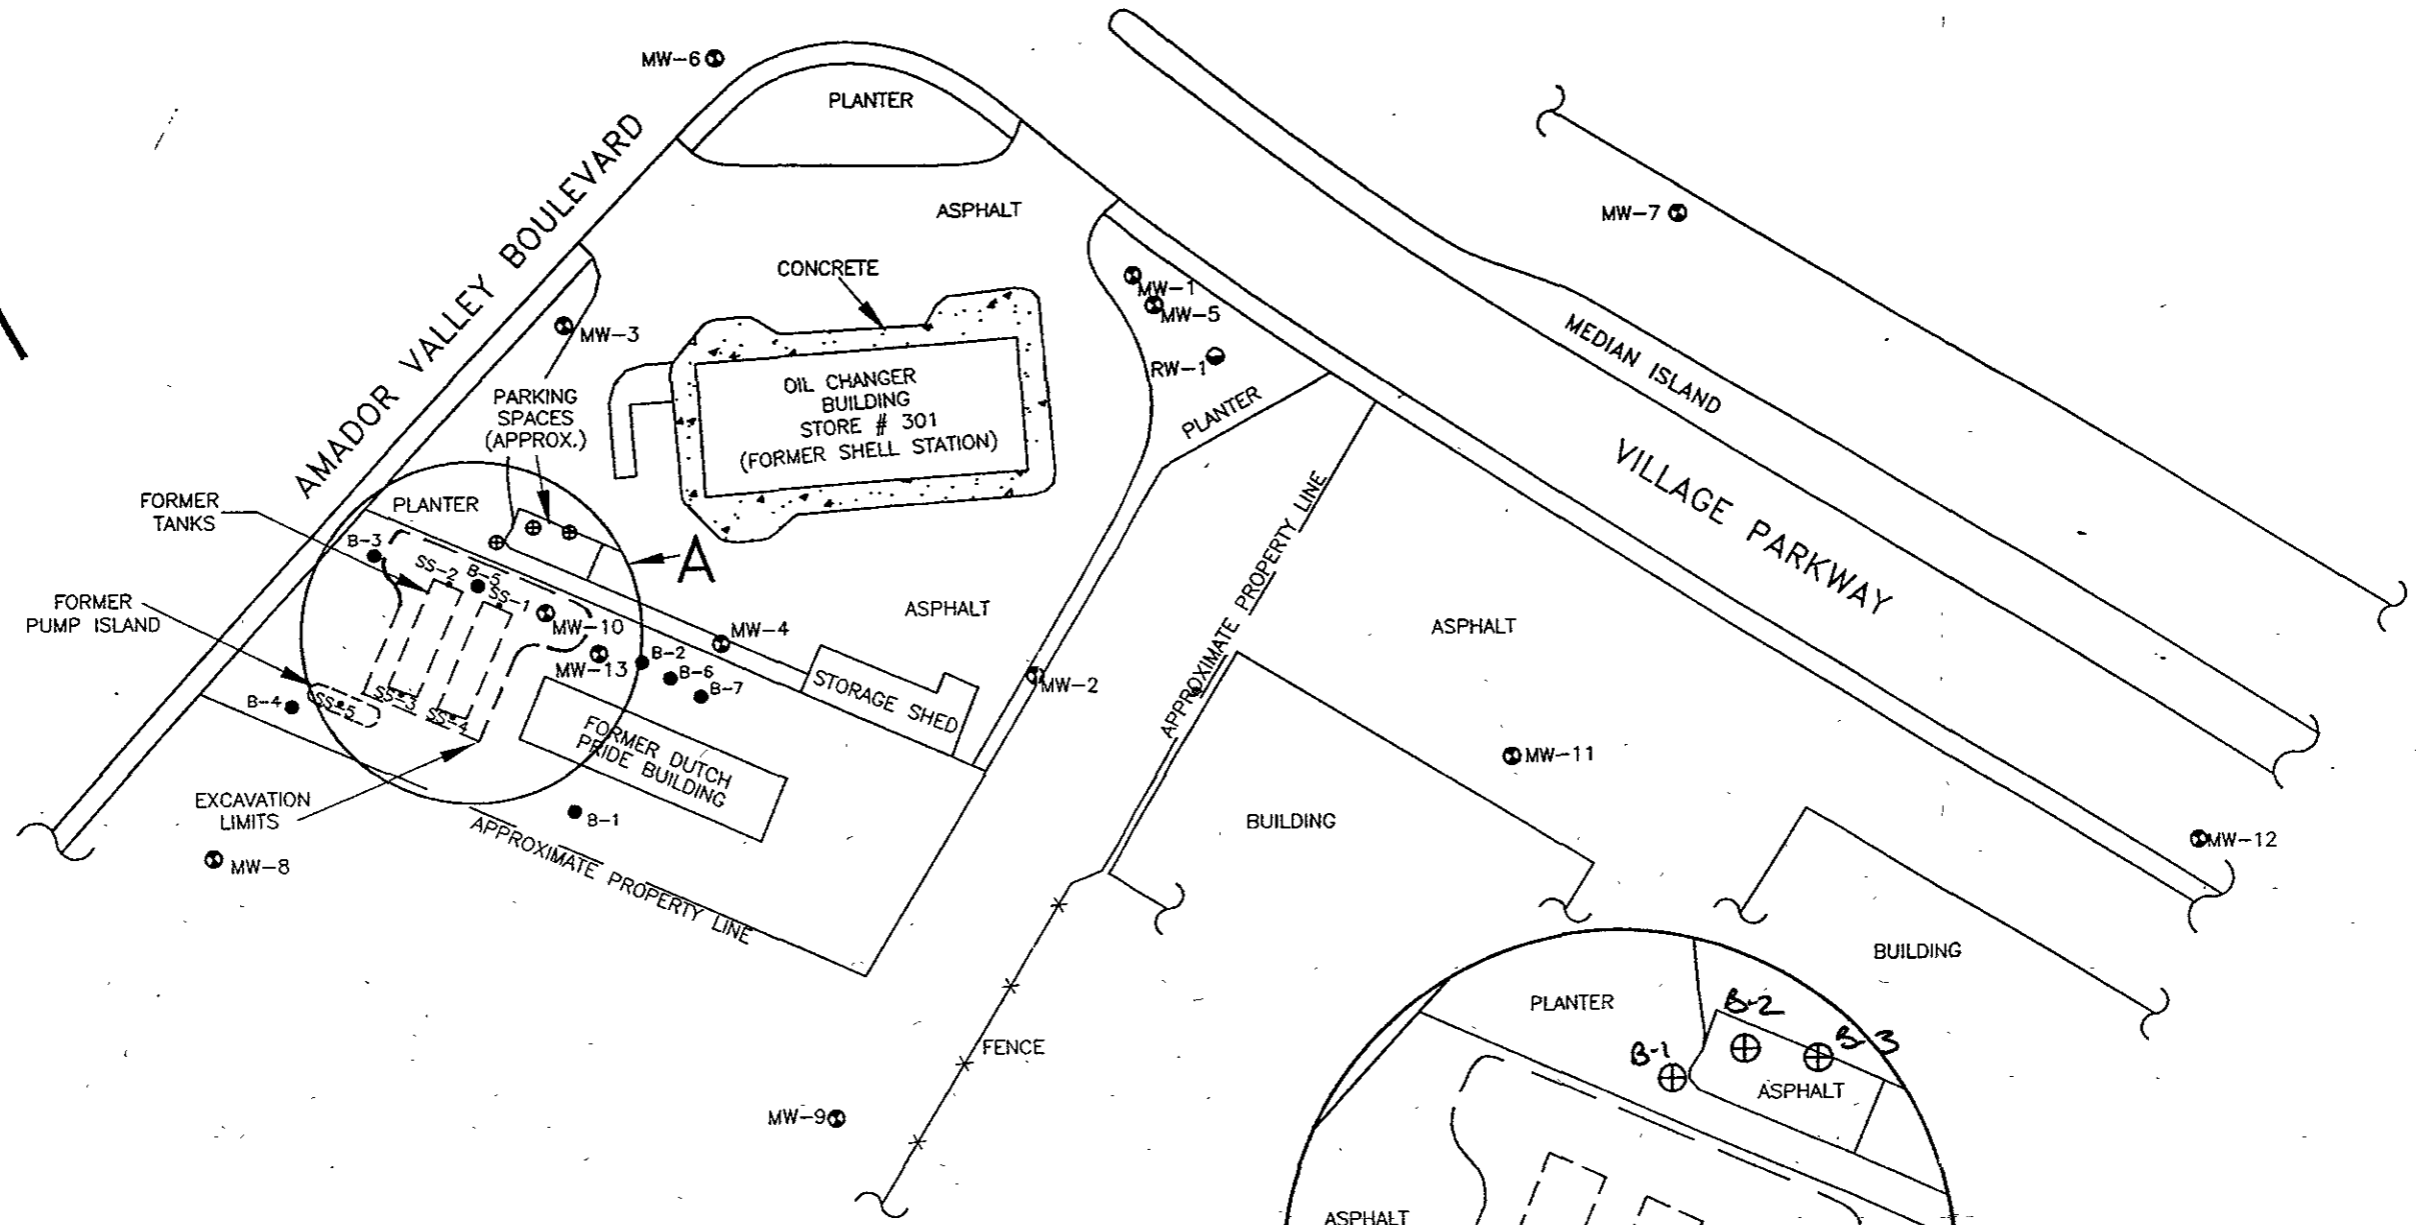 MW-6
PLANTER
AMADOR VALLEY BOULEVARD
ASPHALT
MW-7
CONCRETE
MW-1
MW-5
MW-3
RW-1
MEDIAN ISLAND
PARKING
SPACES
(APPROX.)
OIL CHANGER
BUILDING
STORE # 301
(FORMER SHELL STATION)
PLANTER
VILLAGE PARKWAY
FORMER
TANKS
PLANTER
APPROXIMATE PROPERTY LINE
B-3
SS-2
B-5
SS-1
A
FORMER
PUMP ISLAND
MW-10
MW-4
ASPHALT
ASPHALT
MW-13
B-2
B-6
B-7
STORAGE SHED
MW-2
B-4
SS-5
SS-3
SS-4
FORMER DUTCH
PRIDE BUILDING
MW-11
EXCAVATION
LIMITS
B-1
BUILDING
MW-12
MW-8
APPROXIMATE PROPERTY LINE
BUILDING
PLANTER
B-2
B-1
B-3
FENCE
ASPHALT
MW-9
ASPHALT